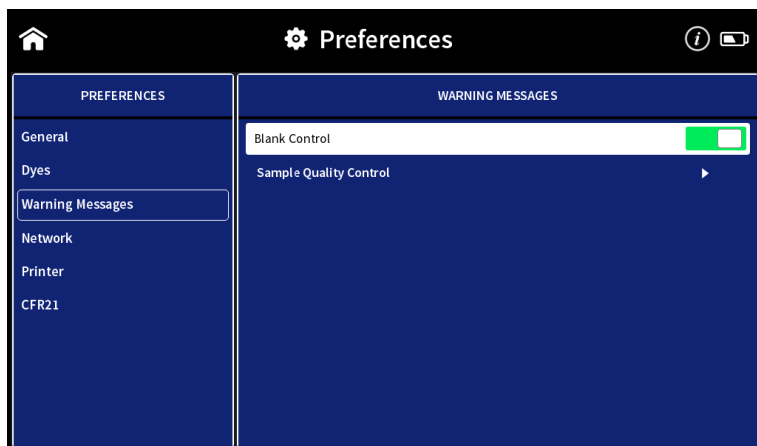 Preferences
PREFERENCES
WARNING MESSAGES
General
Blank Control
Dyes
Sample Quality Control
Warning Messages
Network
Printer
CFR21